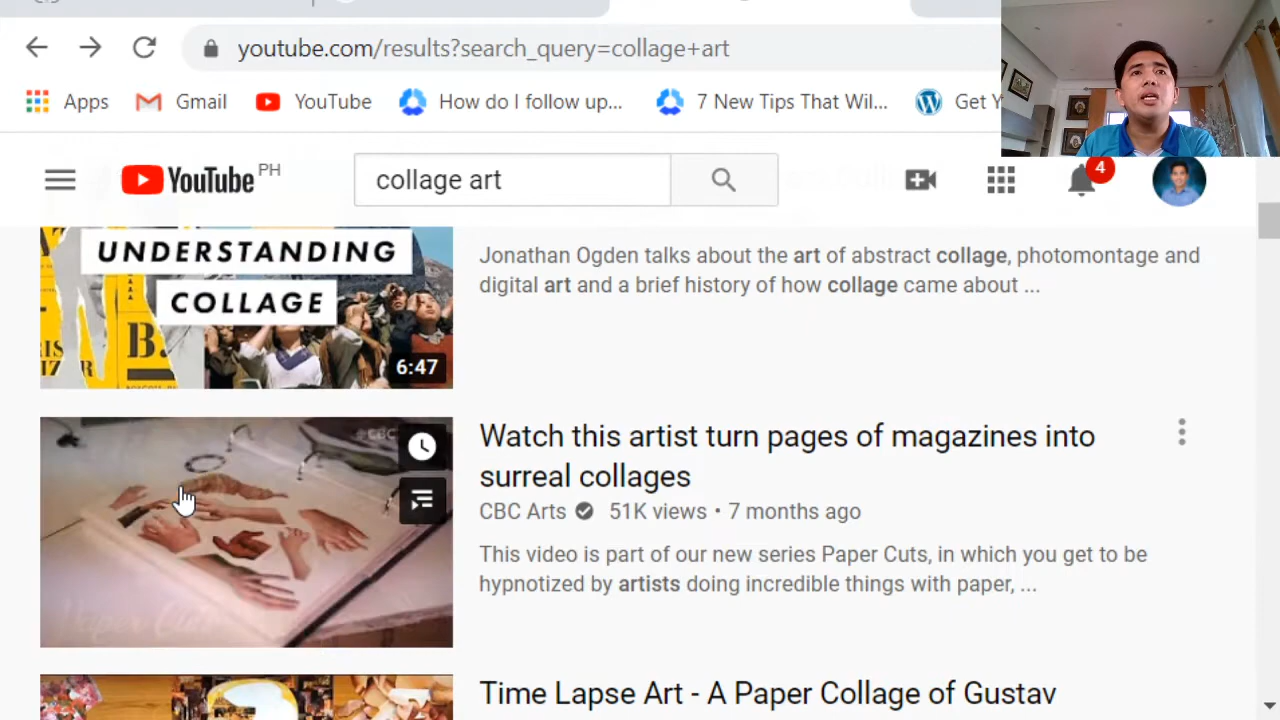 youtube.com/results?search_query=collage+art
Apps
Gmail
YouTube
How do I follow up...
7 New Tips That Wil...
Get Y
YouTube PH
collage art
4
UNDERSTANDING
COLLAGE
B.
6:47
Jonathan Ogden talks about the art of abstract collage, photomontage and
digital art and a brief history of how collage came about ...
CBC
Watch this artist turn pages of magazines into
surreal collages
CBC Arts 51K views • 7 months ago
This video is part of our new series Paper Cuts, in which you get to be
hypnotized by artists doing incredible things with paper, ...
Time Lapse Art - A Paper Collage of Gustav